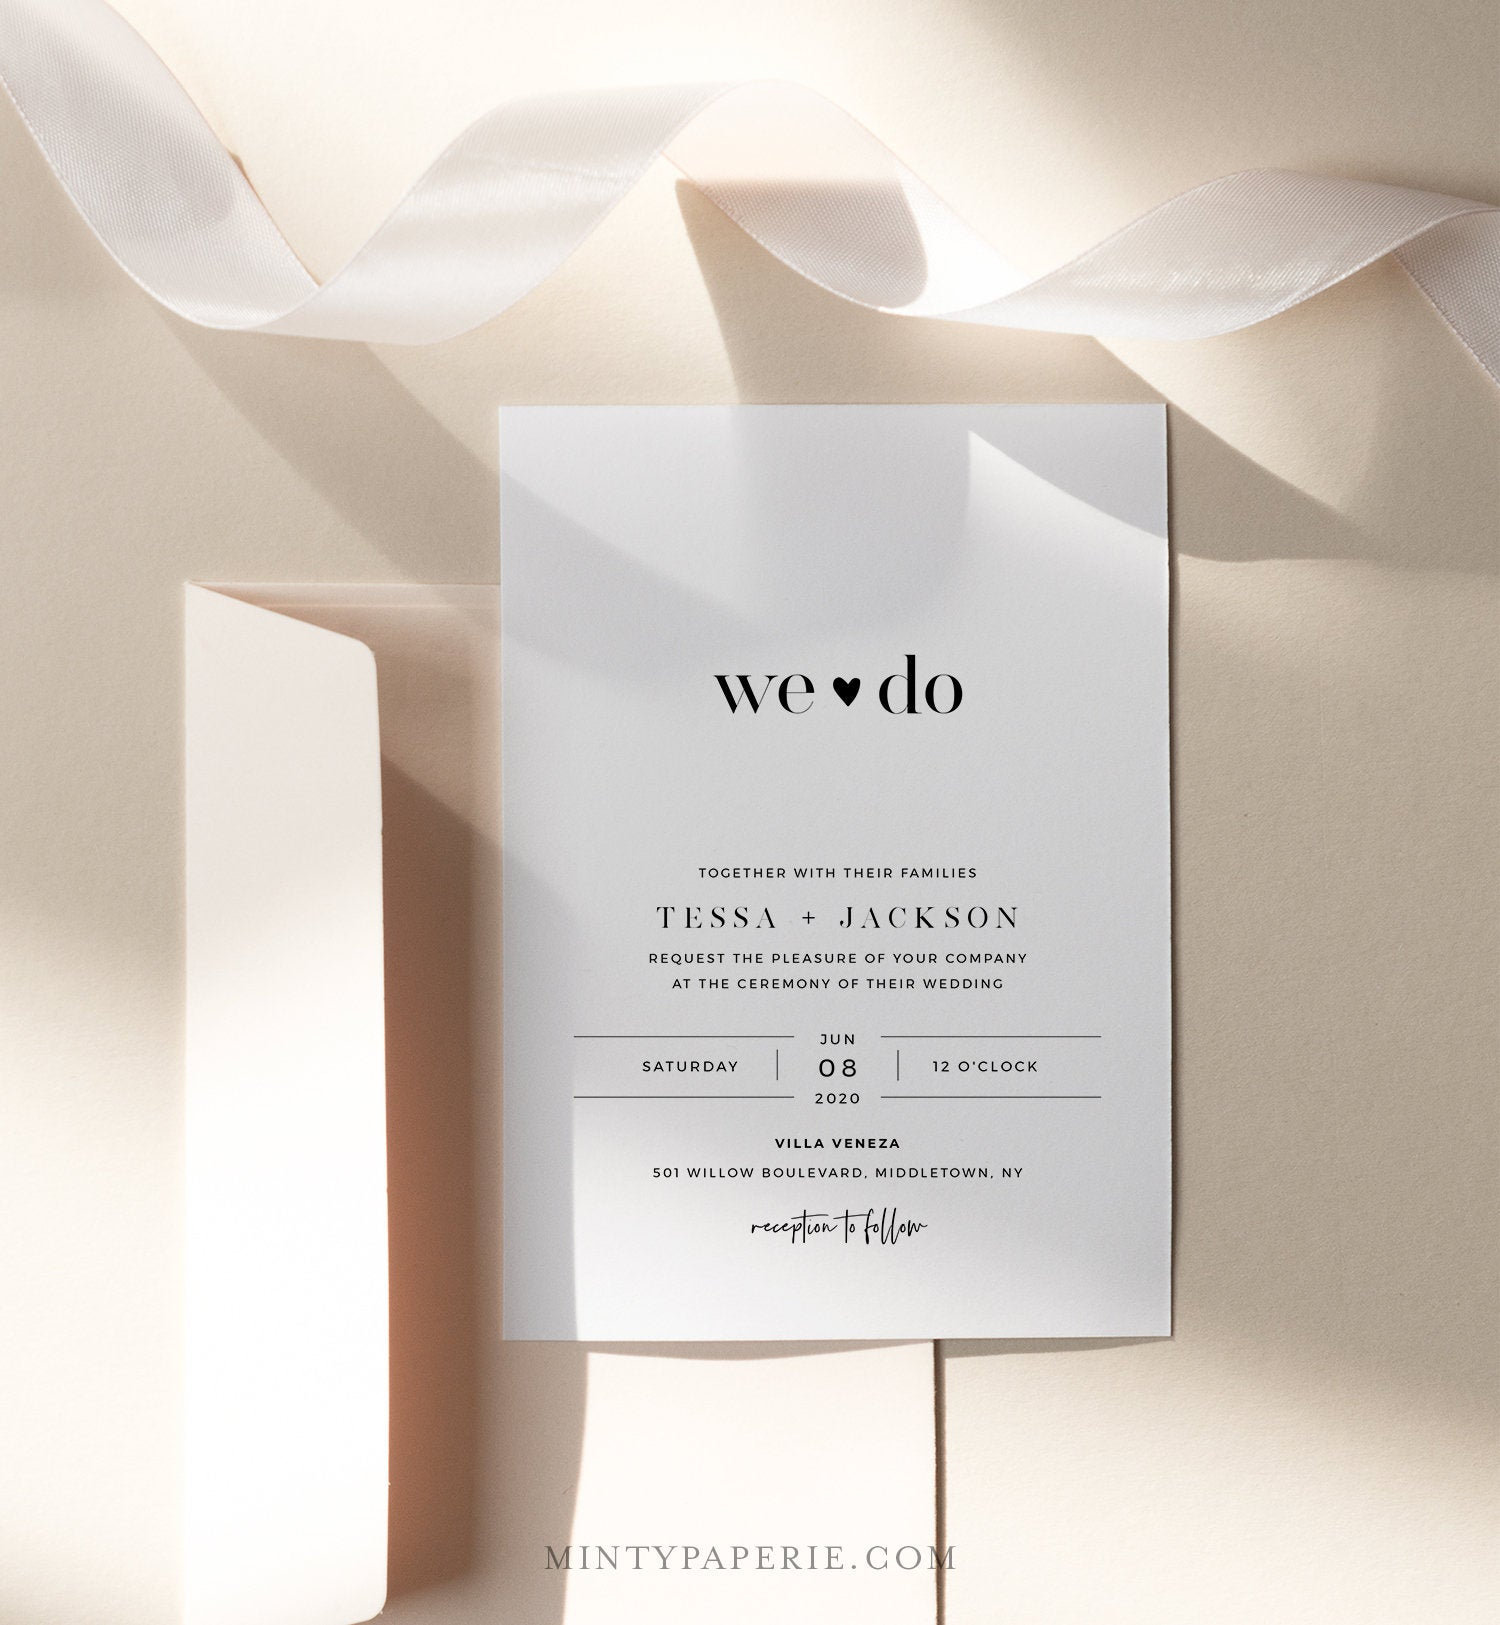 we ♥ do
TOGETHER WITH THEIR FAMILIES
TESSA + JACKSON
REQUEST THE PLEASURE OF YOUR COMPANY
AT THE CEREMONY OF THEIR WEDDING
JUN
SATURDAY | 08 | 12 O'CLOCK
2020
VILLA VENEZA
501 WILLOW BOULEVARD, MIDDLETOWN, NY
reception to follow
MINTYPAPERIE.COM